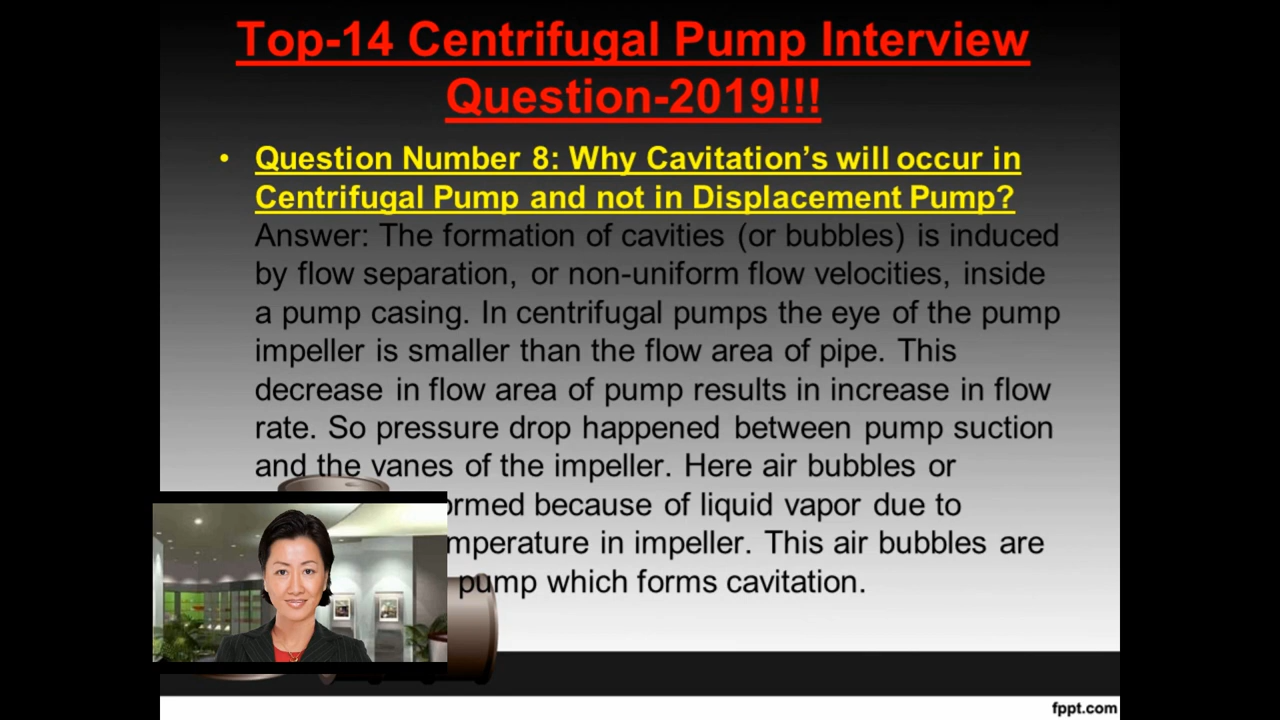 Top-14 Centrifugal Pump Interview
Question-2019!!!
• Question Number 8: Why Cavitation's will occur in
Centrifugal Pump and not in Displacement Pump?
Answer: The formation of cavities (or bubbles) is induced
by flow separation, or non-uniform flow velocities, inside
a pump casing. In centrifugal pumps the eye of the pump
impeller is smaller than the flow area of pipe. This
decrease in flow area of pump results in increase in flow
rate. So pressure drop happened between pump suction
and the vanes of the impeller. Here air bubbles or
because of liquid vapor due to
in impeller. This air bubbles are
pump which forms cavitation.
fppt.com